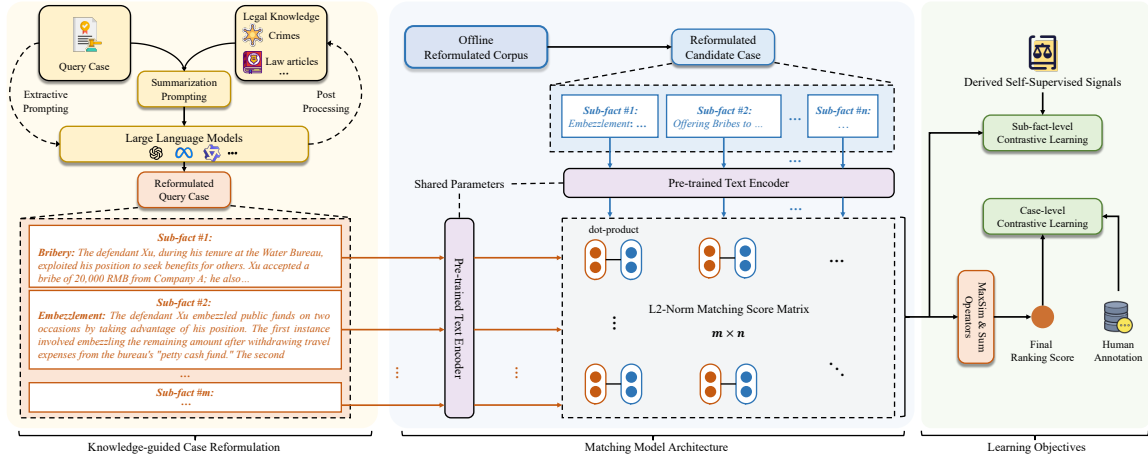 Query Case
Legal Knowledge
Crimes
Law articles
...
Extractive
Prompting
Summarization
Prompting
Post
Processing
Large Language Models
...
Reformulated
Query Case
Sub-fact #1:
Bribery: The defendant Xu, during his tenure at the Water Bureau,
exploited his position to seek benefits for others. Xu accepted a
bribe of 20,000 RMB from Company A; he also...
Sub-fact #2:
Embezzlement: The defendant Xu embezzled public funds on two
occasions by taking advantage of his position. The first instance
involved embezzling the remaining amount after withdrawing travel
expenses from the bureau's "petty cash fund." The second
...
Sub-fact #m:
...
Knowledge-guided Case Reformulation
Offline
Reformulated Corpus
Reformulated
Candidate Case
Sub-fact #1:
Embezzlement: ...
Sub-fact #2:
Offering Bribes to ...
...
Sub-fact #n:
...
...
Shared Parameters
Pre-trained Text Encoder
...
Pre-trained Text Encoder
dot-product
...
L2-Norm Matching Score Matrix
m × n
Matching Model Architecture
Derived Self-Supervised Signals
Sub-fact-level
Contrastive Learning
Case-level
Contrastive Learning
MaxSim & Sum
Operators
Final
Ranking Score
Human
Annotation
Learning Objectives